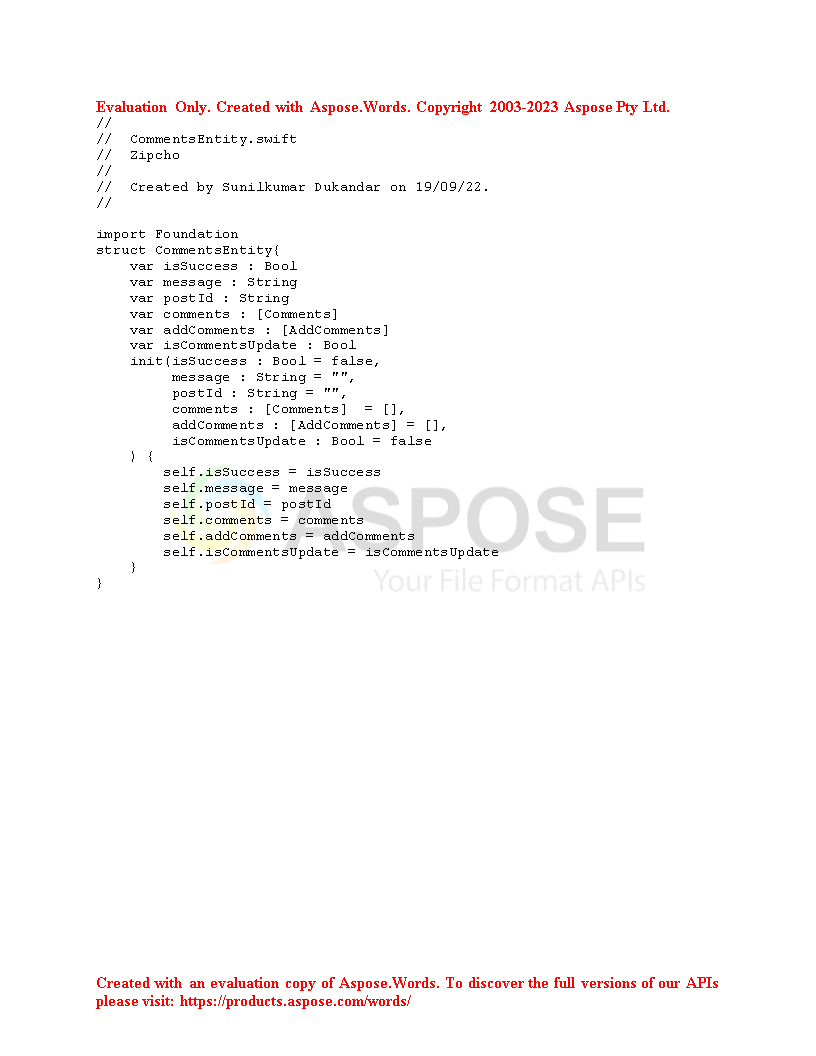 Evaluation Only. Created with Aspose.Words. Copyright 2003-2023 Aspose Pty Ltd.
//
//  CommentsEntity.swift
//  Zipcho
//
//  Created by Sunilkumar Dukandar on 19/09/22.
//
import Foundation
struct CommentsEntity{
    var isSuccess : Bool
    var message : String
    var postId : String
    var comments : [Comments]
    var addComments : [AddComments]
    var isCommentsUpdate : Bool
    init(isSuccess : Bool = false,
         message : String = "",
         postId : String = "",
         comments : [Comments]  = [],
         addComments : [AddComments] = [],
         isCommentsUpdate : Bool = false
    ) {
        self.isSuccess = isSuccess
        self.message = message
        self.postId = postId
        self.comments = comments
        self.addComments = addComments
        self.isCommentsUpdate = isCommentsUpdate
    }
}
ASPOSE
Your File Format APIs
Created with an evaluation copy of Aspose.Words. To discover the full versions of our APIs
please visit: https://products.aspose.com/words/